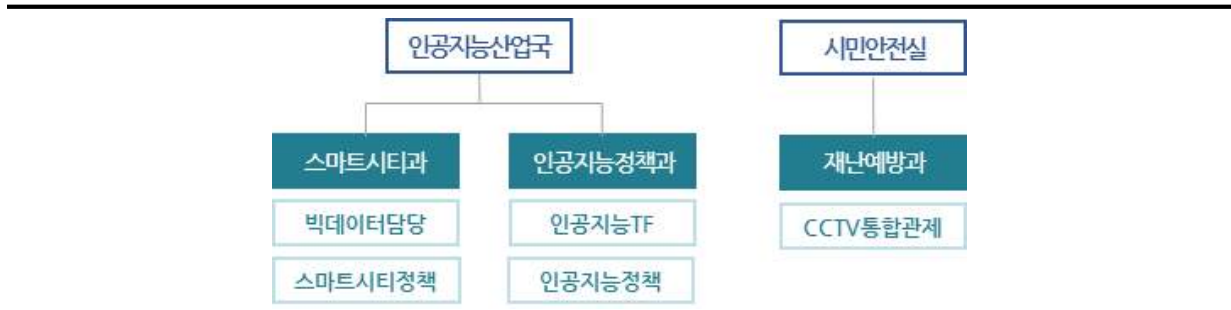 인공지능산업국 시민안전실
스마트시티과 인공지능정책과 재난예방과
빅데이터담당 인공지능TF CCTV통합관제
스마트시티정책 인공지능정책